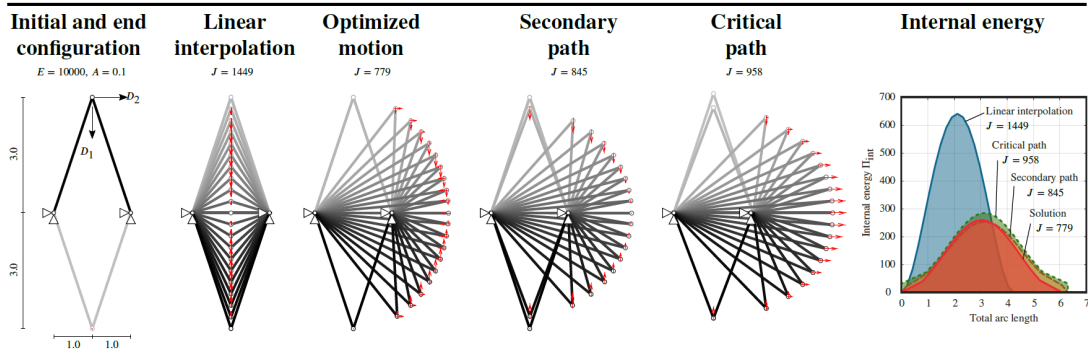 Initial and end
configuration
E = 10000, A = 0.1
D₂
D₁
3.0
3.0
1.0 1.0
Linear
interpolation
J = 1449
Optimized
motion
J = 779
Secondary
path
J = 845
Critical
path
J = 958
Internal energy
Internal energy Πint
700
600
500
400
300
200
100
0
0 1 2 3 4 5 6 7
Total arc length
Linear interpolation
J = 1449
Critical path
J = 958
Secondary path
J = 845
Solution
J = 779